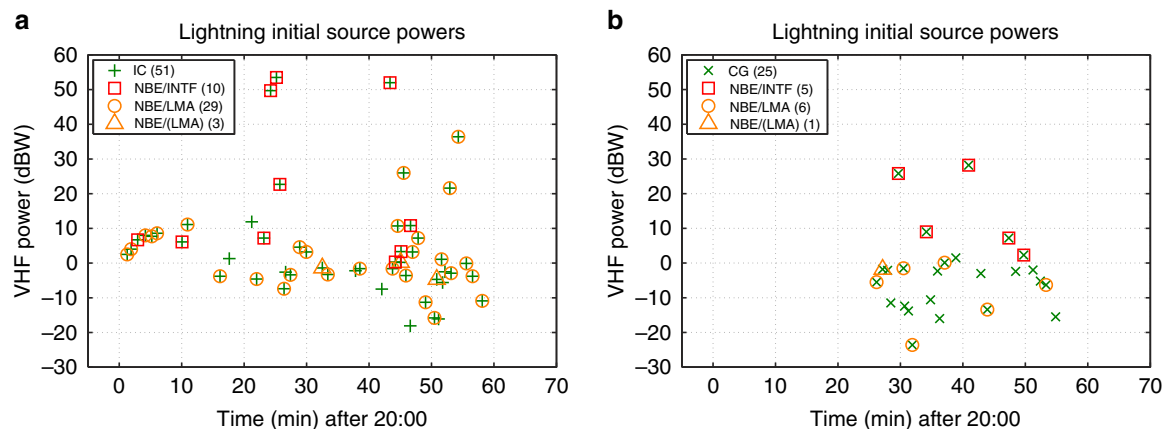 a
Lightning initial source powers
VHF power (dBW)
60
50
40
30
20
10
0
–10
–20
–30
IC (51)
NBE/INTF (10)
NBE/LMA (29)
NBE/(LMA) (3)
0 10 20 30 40 50 60 70
Time (min) after 20:00
b
Lightning initial source powers
VHF power (dBW)
60
50
40
30
20
10
0
–10
–20
–30
CG (25)
NBE/INTF (5)
NBE/LMA (6)
NBE/(LMA) (1)
0 10 20 30 40 50 60 70
Time (min) after 20:00